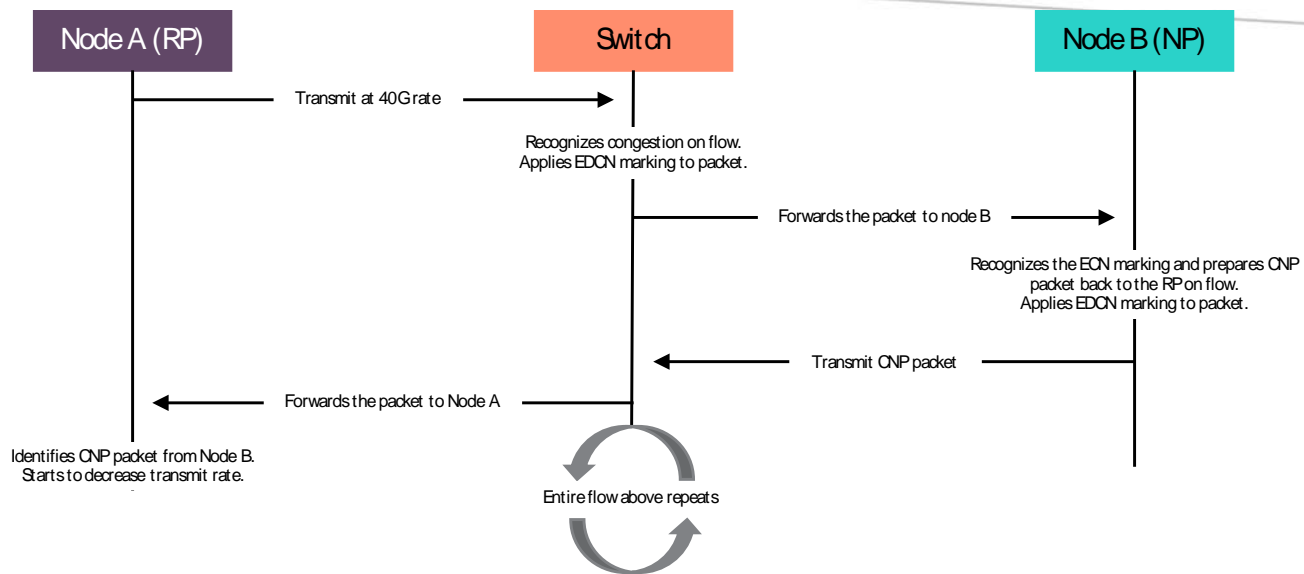 Node A (RP)
Switch
Node B (NP)
Transmit at 40G rate
Recognizes congestion on flow.
Applies EDCN marking to packet.
Forwards the packet to node B
Recognizes the ECN marking and prepares CNP
packet back to the RP on flow.
Applies EDCN marking to packet.
Transmit CNP packet
Forwards the packet to Node A
Identifies CNP packet from Node B.
Starts to decrease transmit rate.
Entire flow above repeats